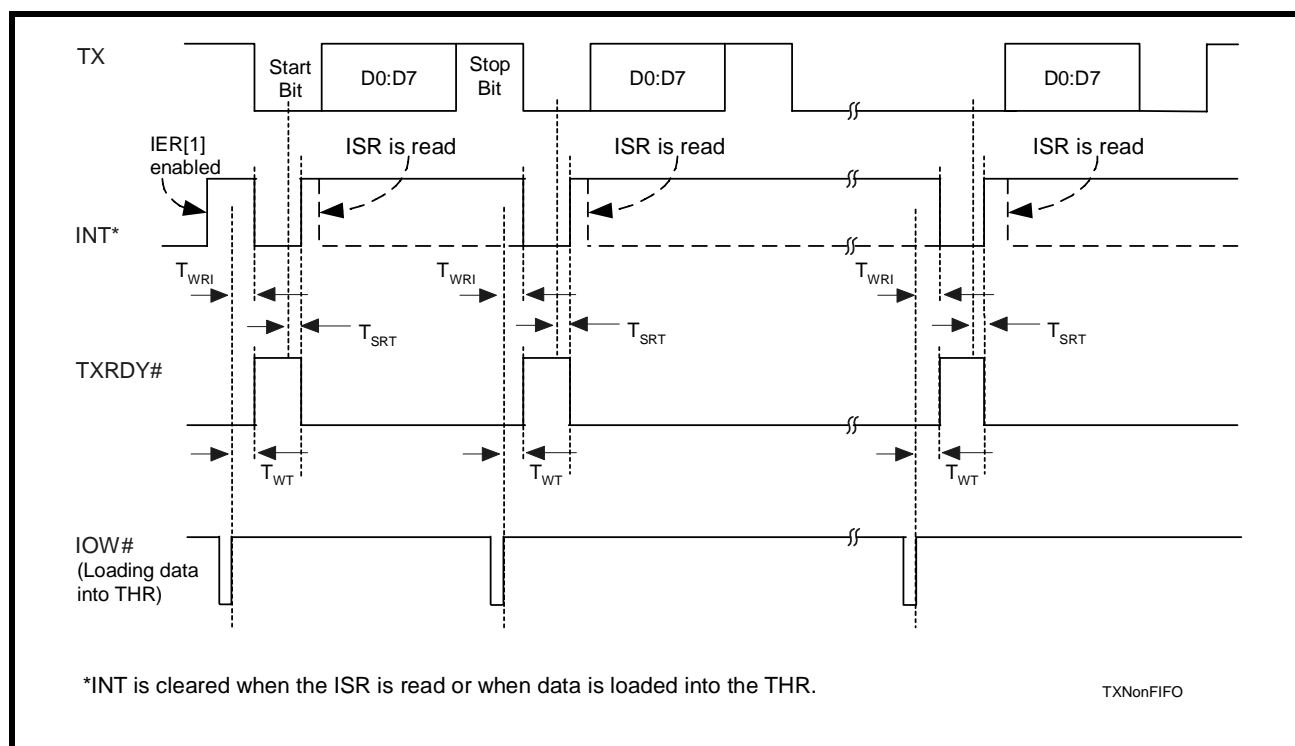 TX
Start
Bit
D0:D7
Stop
Bit
D0:D7
D0:D7
IER[1]
enabled
ISR is read
ISR is read
ISR is read
INT*
TWRI
TWRI
TWRI
TSRT
TSRT
TSRT
TXRDY#
TWT
TWT
TWT
IOW#
(Loading data
into THR)
*INT is cleared when the ISR is read or when data is loaded into the THR.
TXNonFIFO